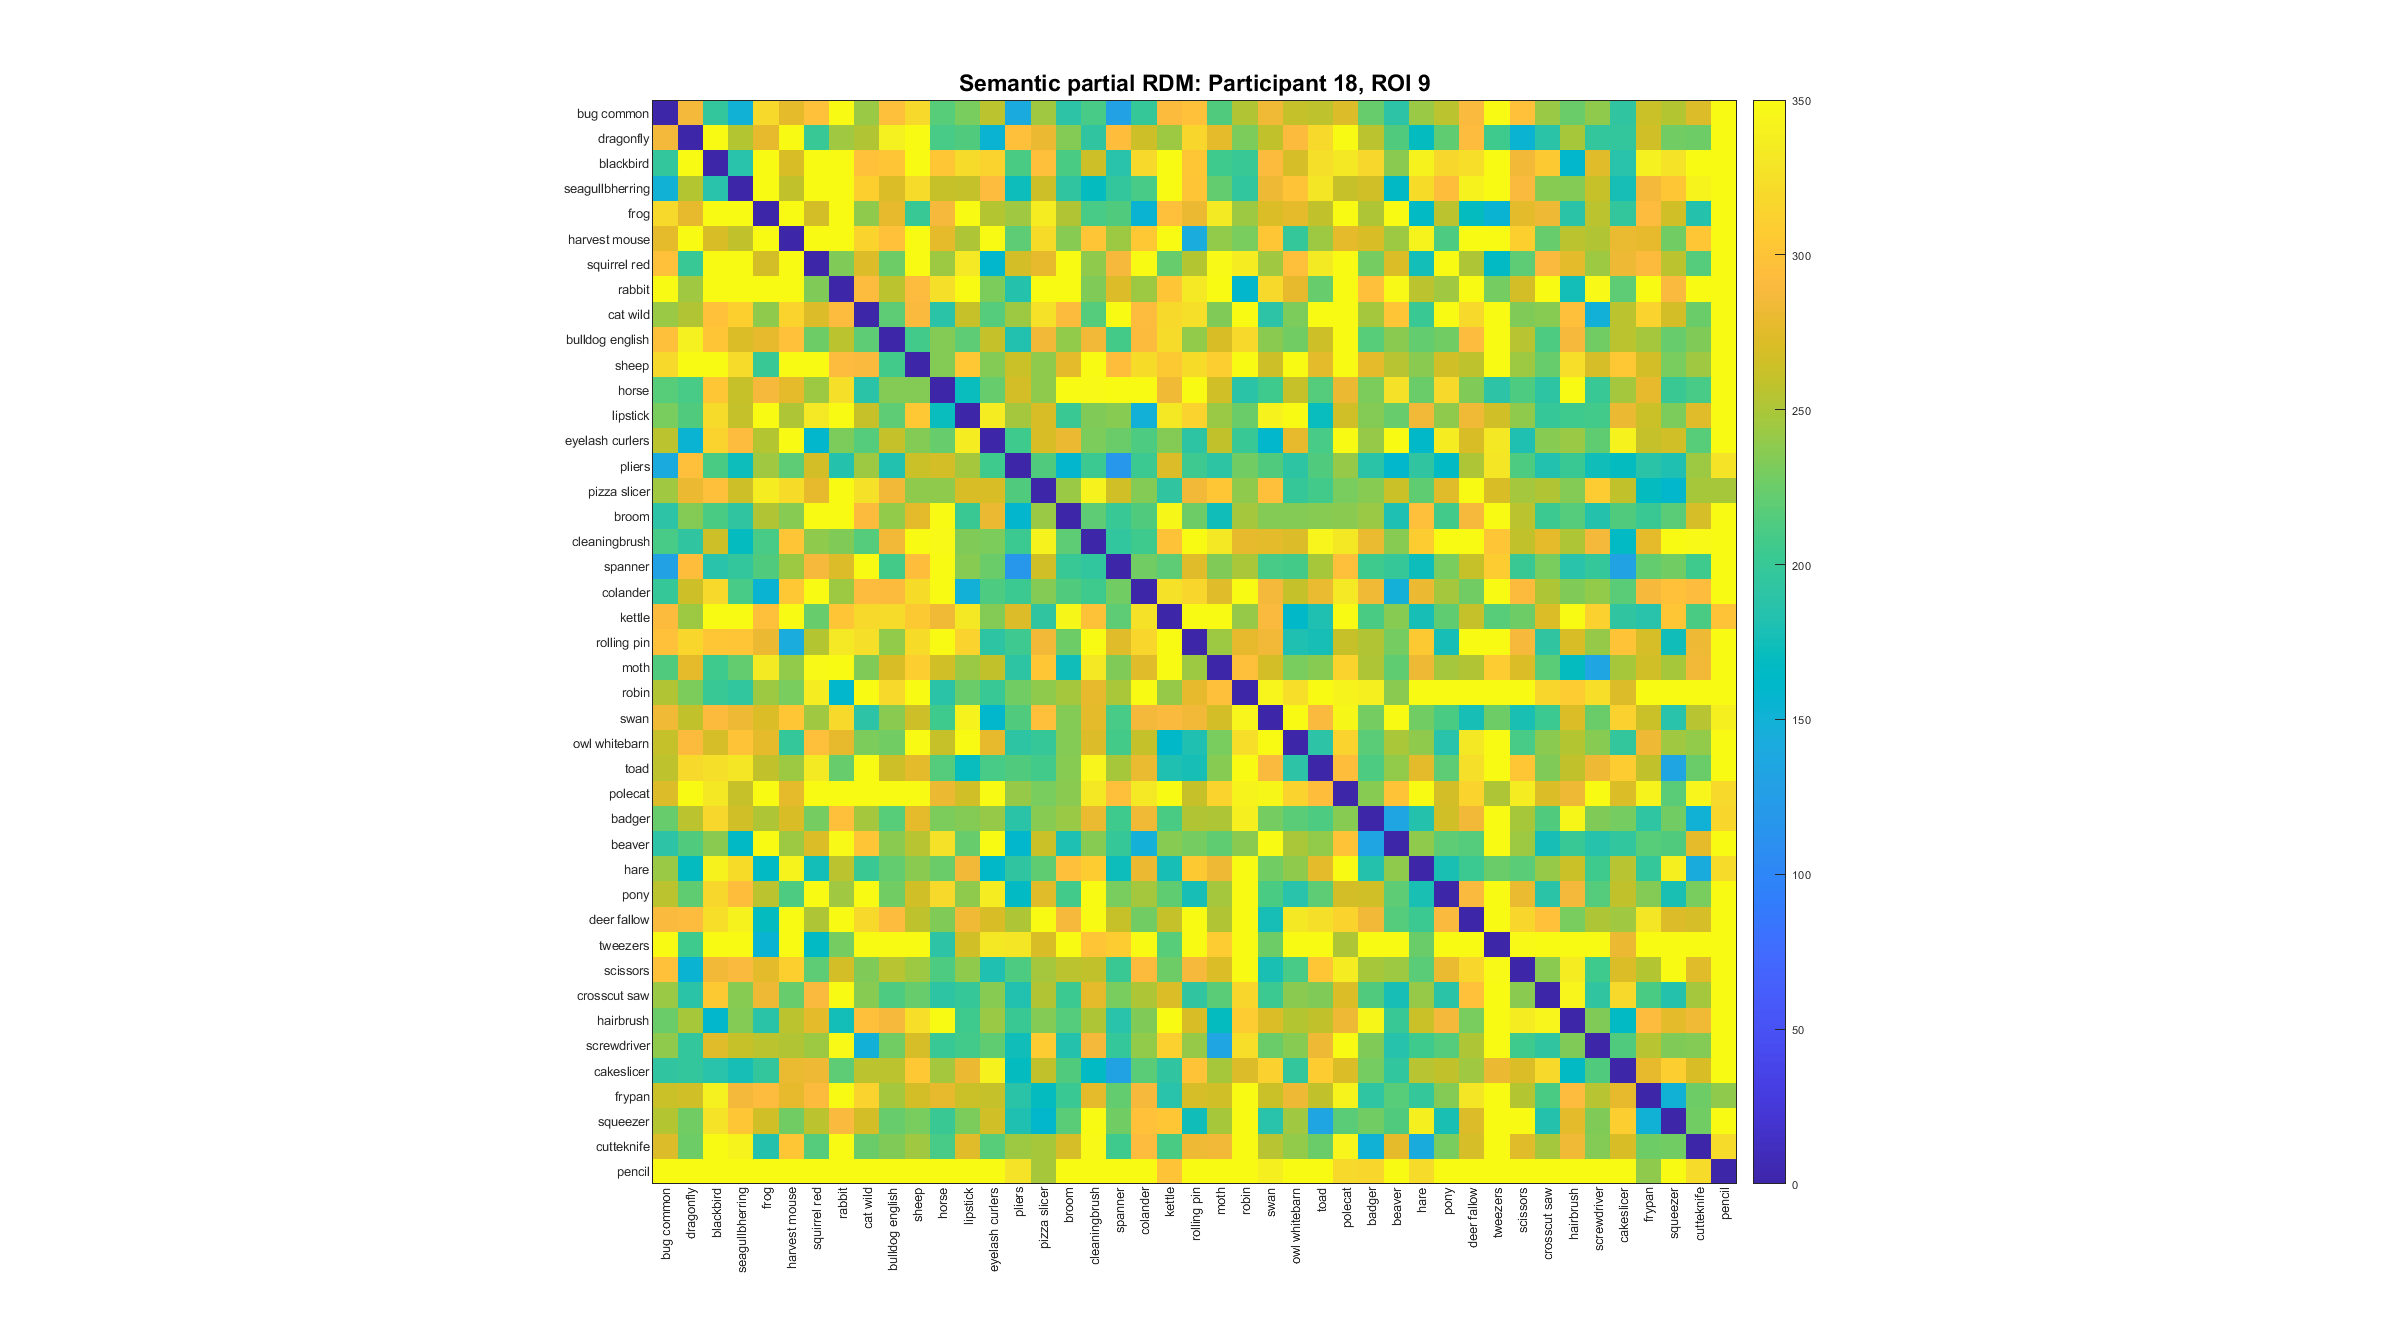 Semantic partial RDM: Participant 18, ROI 9
bug common
dragonfly
blackbird
seagullbherring
frog
harvest mouse
squirrel red
rabbit
cat wild
bulldog english
sheep
horse
lipstick
eyelash curlers
pliers
pizza slicer
broom
cleaningbrush
spanner
colander
kettle
rolling pin
moth
robin
swan
owl whitebarn
toad
polecat
badger
beaver
hare
pony
deer fallow
tweezers
scissors
crosscut saw
hairbrush
screwdriver
cakeslicer
frypan
squeezer
cutteknife
pencil
bug common
dragonfly
blackbird
seagullbherring
frog
harvest mouse
squirrel red
rabbit
cat wild
bulldog english
sheep
horse
lipstick
eyelash curlers
pliers
pizza slicer
broom
cleaningbrush
spanner
colander
kettle
rolling pin
moth
robin
swan
owl whitebarn
toad
polecat
badger
beaver
hare
pony
deer fallow
tweezers
scissors
crosscut saw
hairbrush
screwdriver
cakeslicer
frypan
squeezer
cutteknife
pencil
350
300
250
200
150
100
50
0